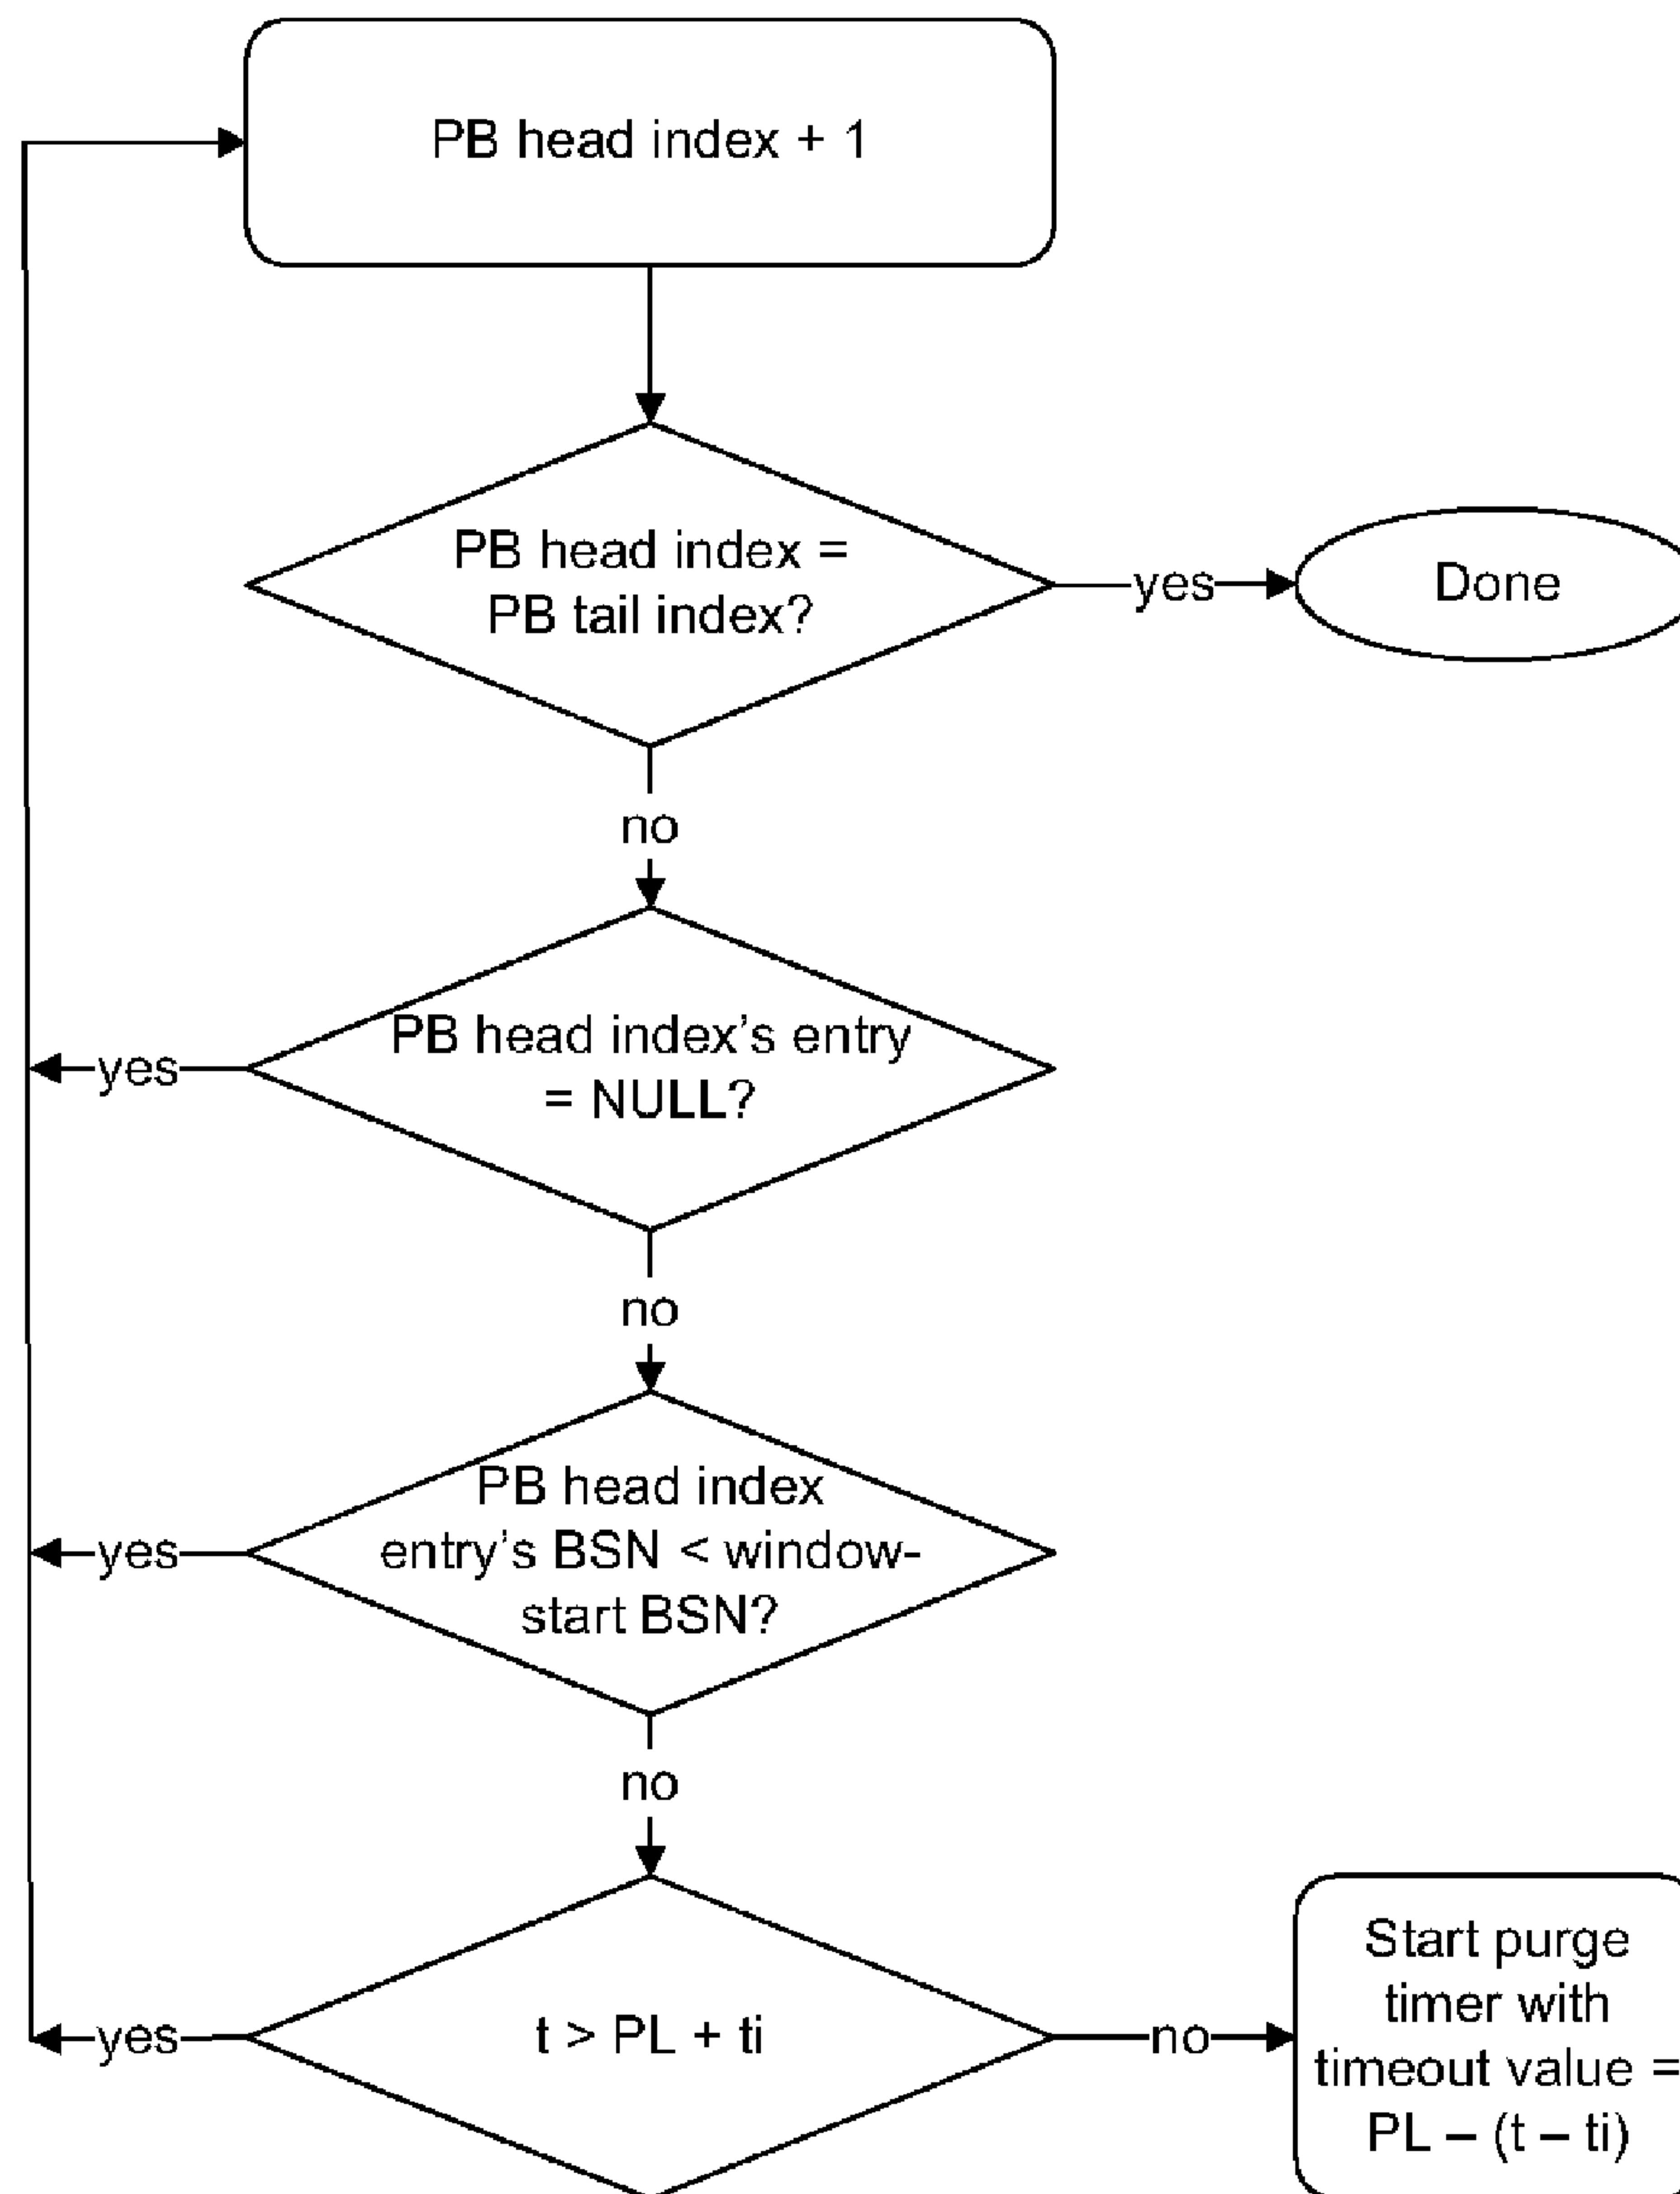 PB head index + 1
PB head index =
PB tail index?
yes
Done
no
PB head index's entry
= NULL?
yes
no
PB head index
entry's BSN < window-
start BSN?
yes
no
t > PL + ti
yes
no
Start purge
timer with
timeout value =
PL – (t – ti)